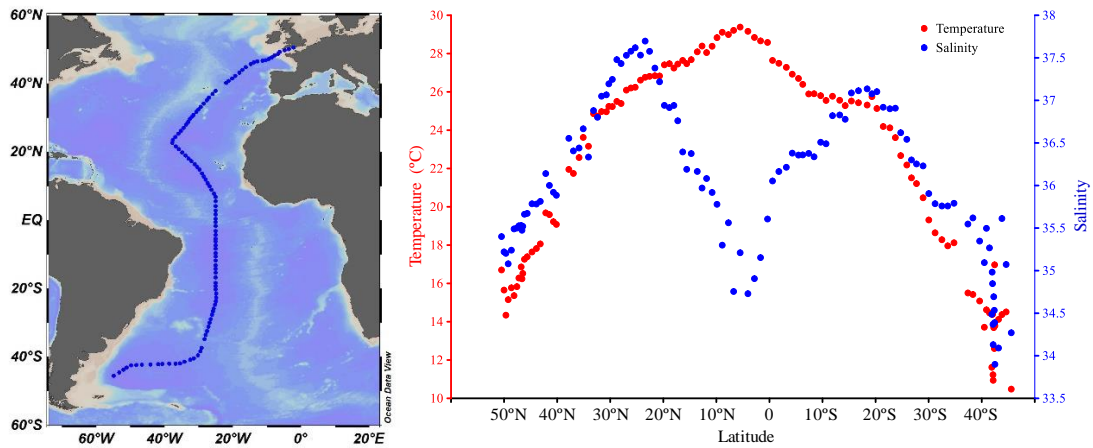 60°N
40°N
20°N
EQ
20°S
40°S
60°S
60°W
40°W
20°W
0°
20°E
Ocean Data View
30
28
26
24
22
20
18
16
14
12
10
Temperature (°C)
Temperature
Salinity
38
37.5
37
36.5
36
35.5
35
34.5
34
33.5
Salinity
50°N
40°N
30°N
20°N
10°N
0
10°S
20°S
30°S
40°S
Latitude